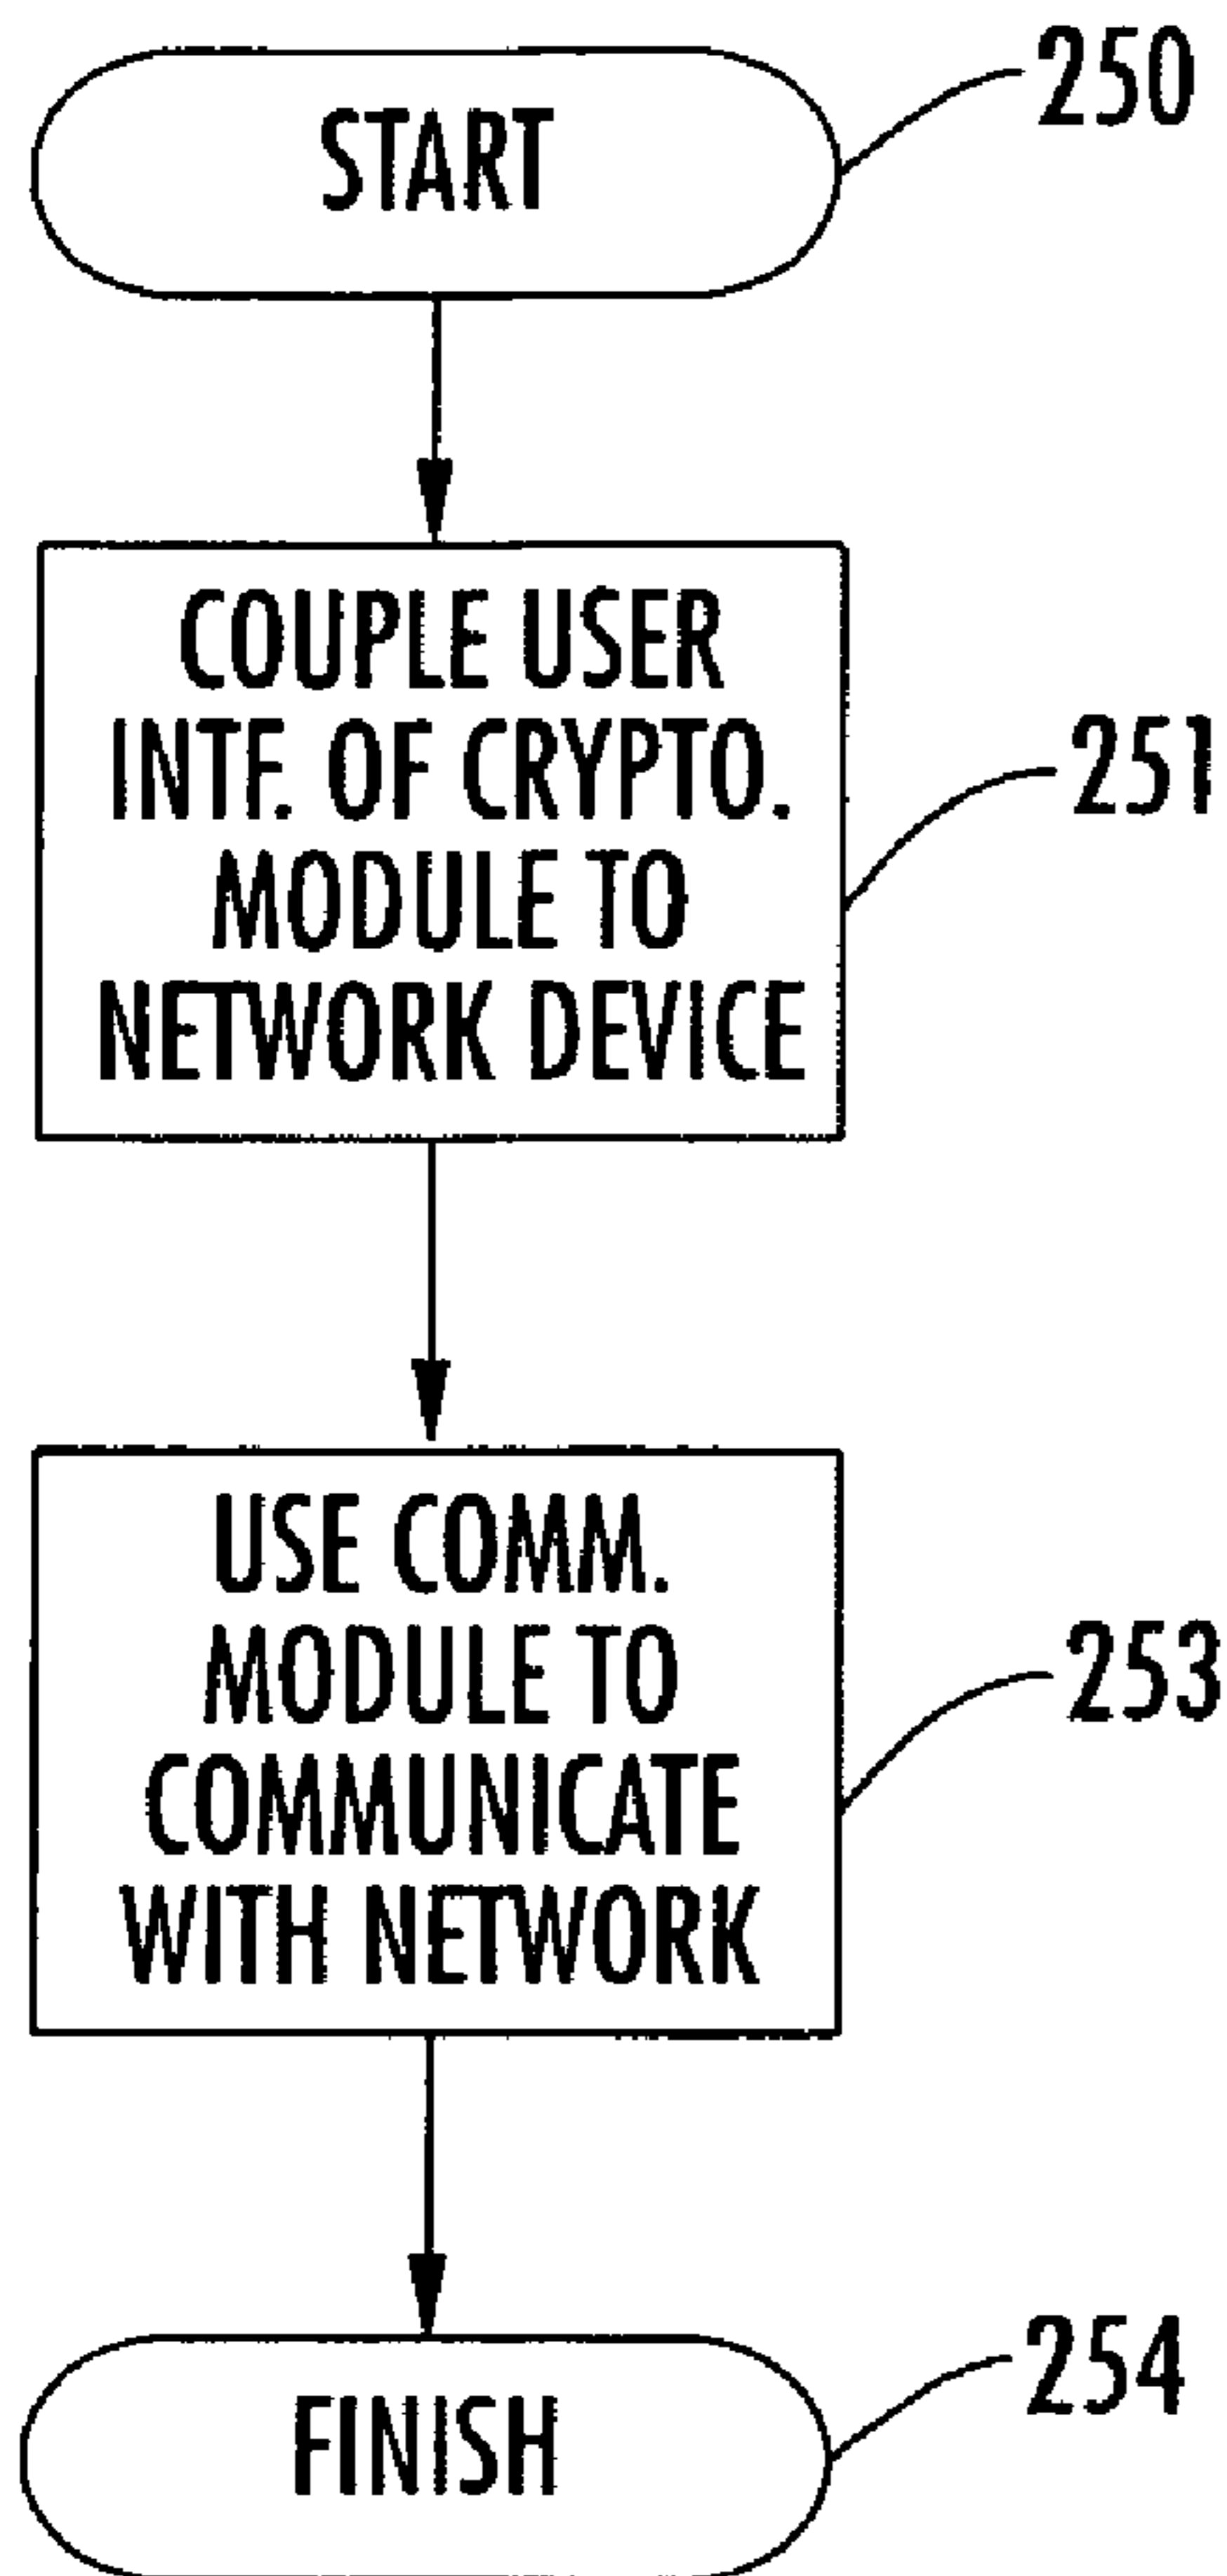 START
250
COUPLE USER
INTF. OF CRYPTO.
MODULE TO
NETWORK DEVICE
251
USE COMM.
MODULE TO
COMMUNICATE
WITH NETWORK
253
FINISH
254